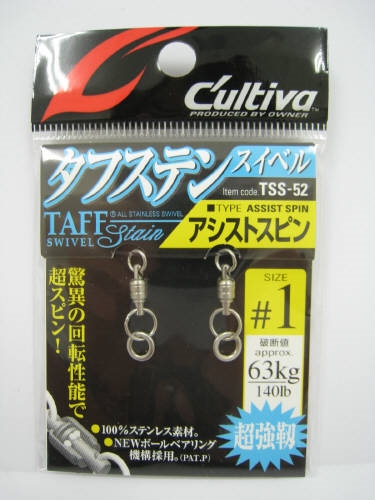 C'ultiva™
PRODUCED BY OWNER
タフステン スイベル
Item code. TSS-52
TAFF Stain
SWIVEL
ALL STAINLESS SWIVEL
■TYPE ASSIST SPIN
アシストスピン
驚異の回転性能で
超スピン!
SIZE
#1
破断値
approx.
63kg
140lb
超強靱
●100%ステンレス素材。
●NEWボールベアリング
機構採用。(PAT.P)